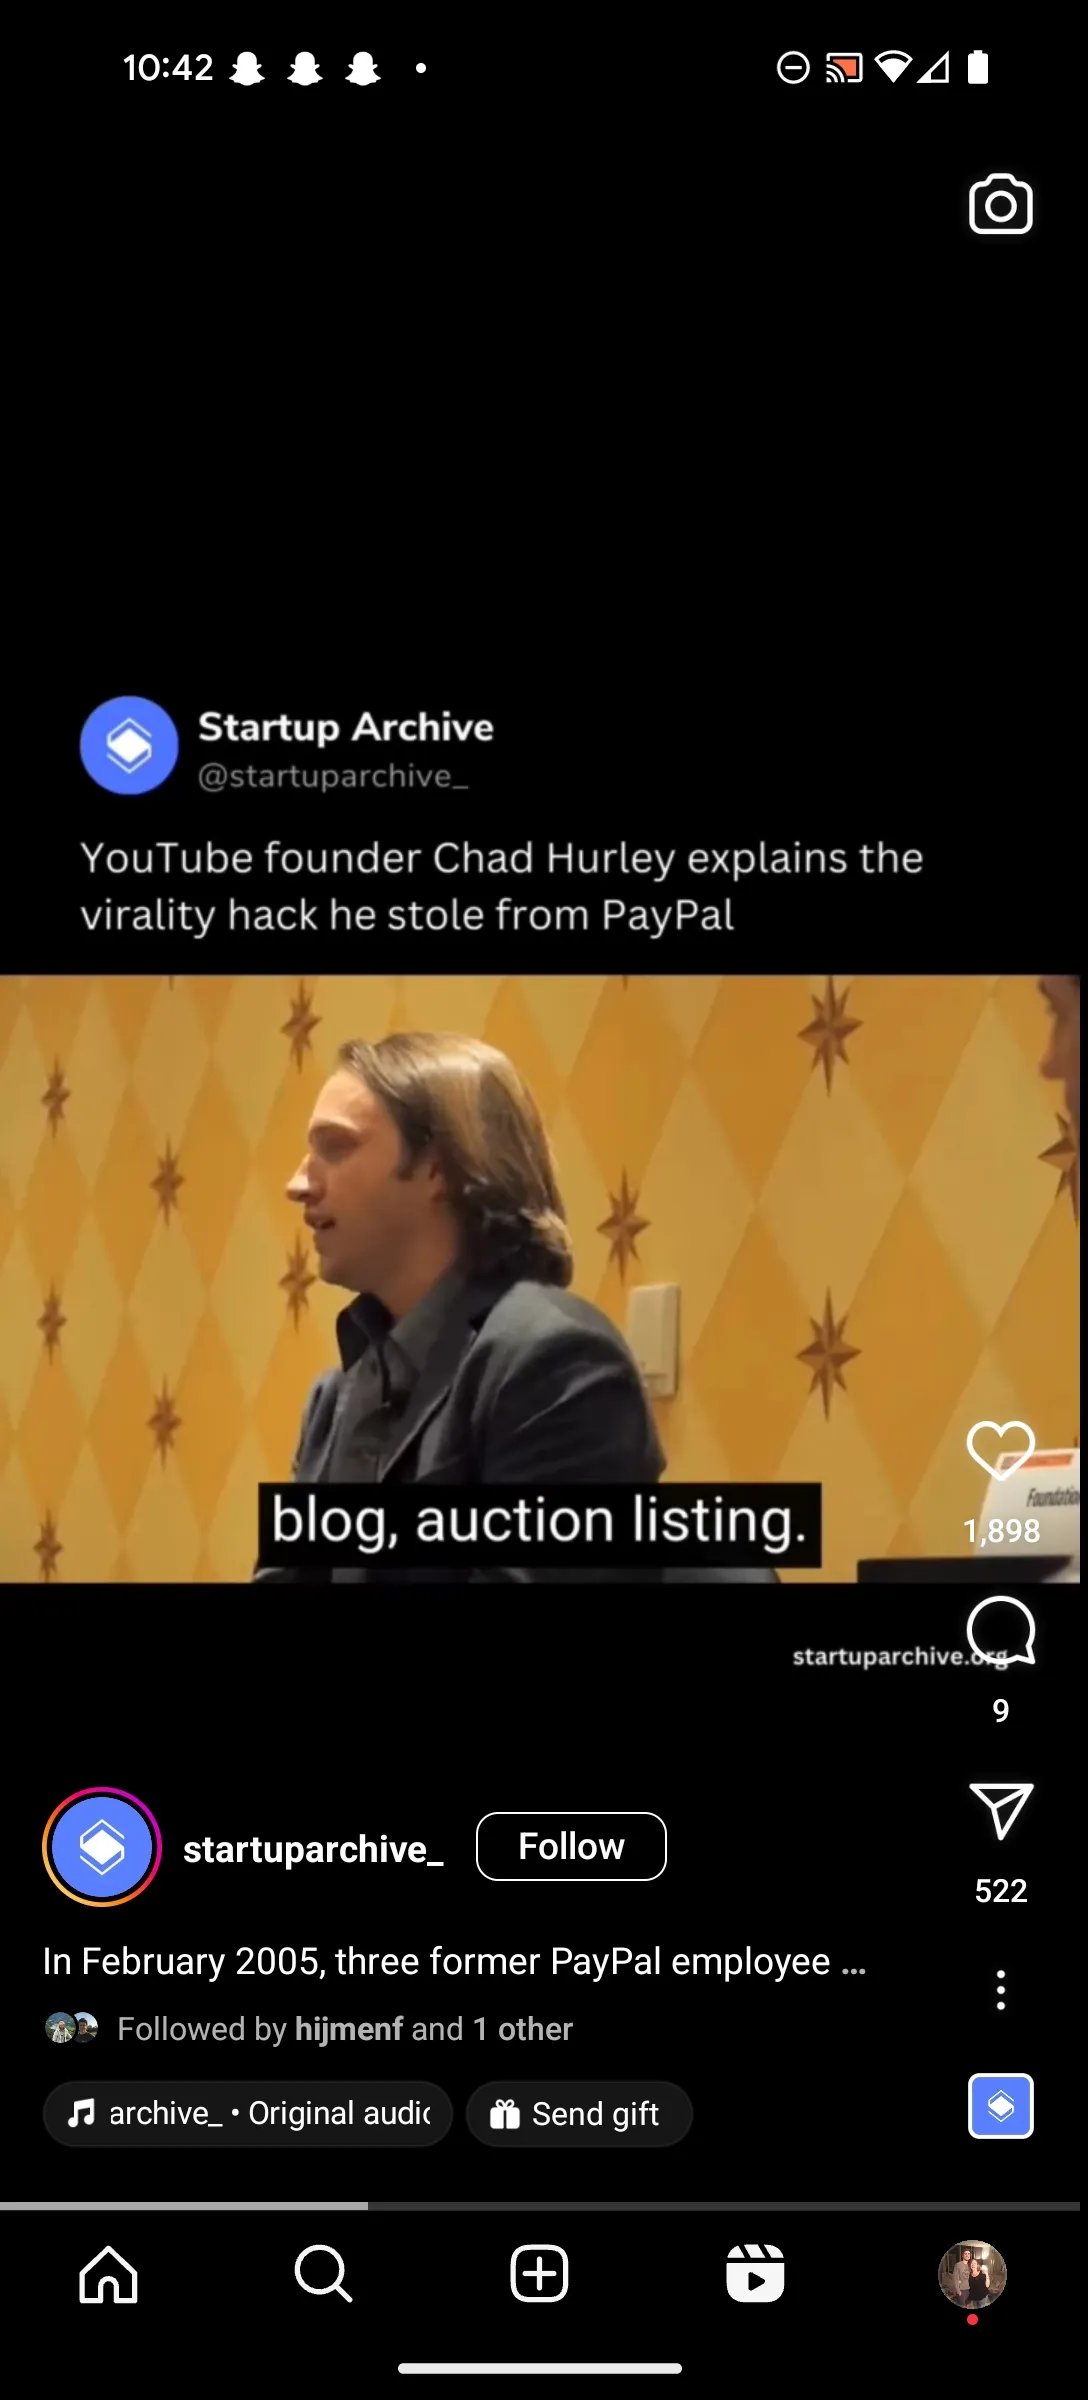 10:42
Startup Archive
@startuparchive_
YouTube founder Chad Hurley explains the
virality hack he stole from PayPal
blog, auction listing.
Foundation
1,898
startuparchive.org
9
startuparchive_
Follow
522
In February 2005, three former PayPal employee ...
Followed by hijmenf and 1 other
archive_ • Original audio
Send gift